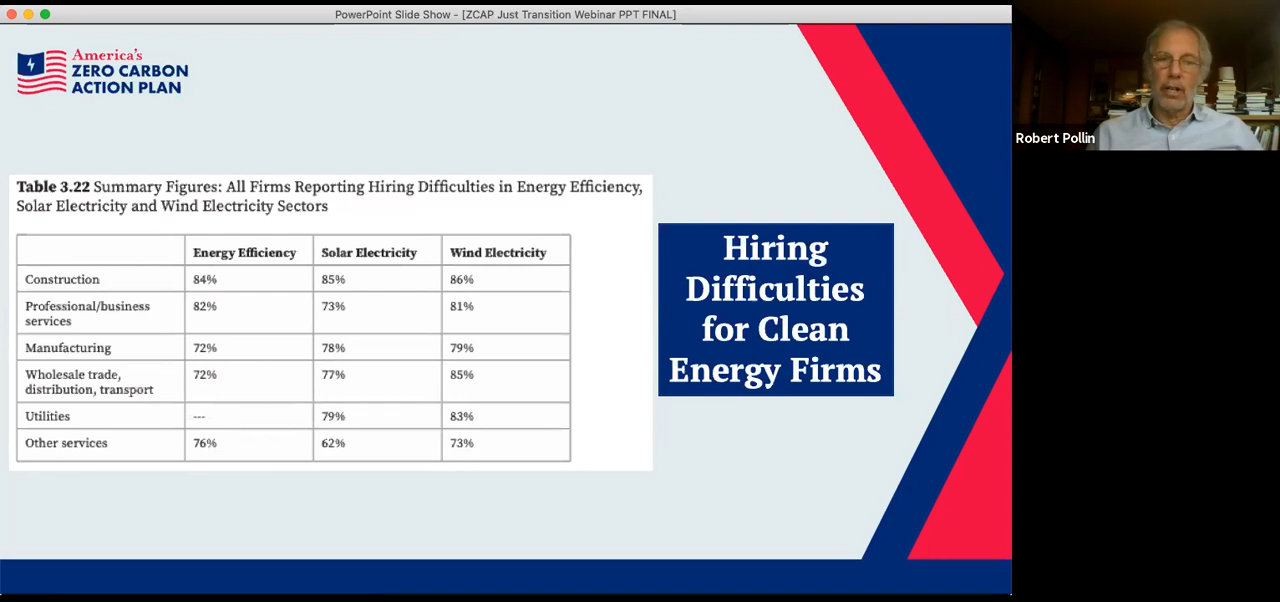 PowerPoint Slide Show - [ZCAP Just Transition Webinar PPT FINAL]
America's
ZERO CARBON
ACTION PLAN
Robert Pollin
Table 3.22 Summary Figures: All Firms Reporting Hiring Difficulties in Energy Efficiency,
Solar Electricity and Wind Electricity Sectors
Energy Efficiency Solar Electricity Wind Electricity
Construction 84% 85% 86%
Professional/business
services 82% 73% 81%
Manufacturing 72% 78% 79%
Wholesale trade,
distribution, transport 72% 77% 85%
Utilities --- 79% 83%
Other services 76% 62% 73%
Hiring
Difficulties
for Clean
Energy Firms